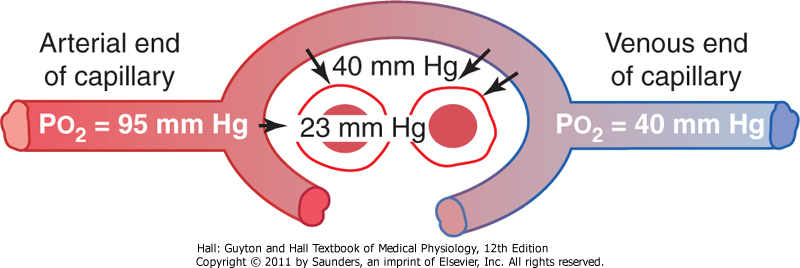 Arterial end
of capillary
Venous end
of capillary
40 mm Hg
PO2 = 95 mm Hg
23 mm Hg
PO2 = 40 mm Hg
Hall: Guyton and Hall Textbook of Medical Physiology, 12th Edition
Copyright © 2011 by Saunders, an imprint of Elsevier, Inc. All rights reserved.